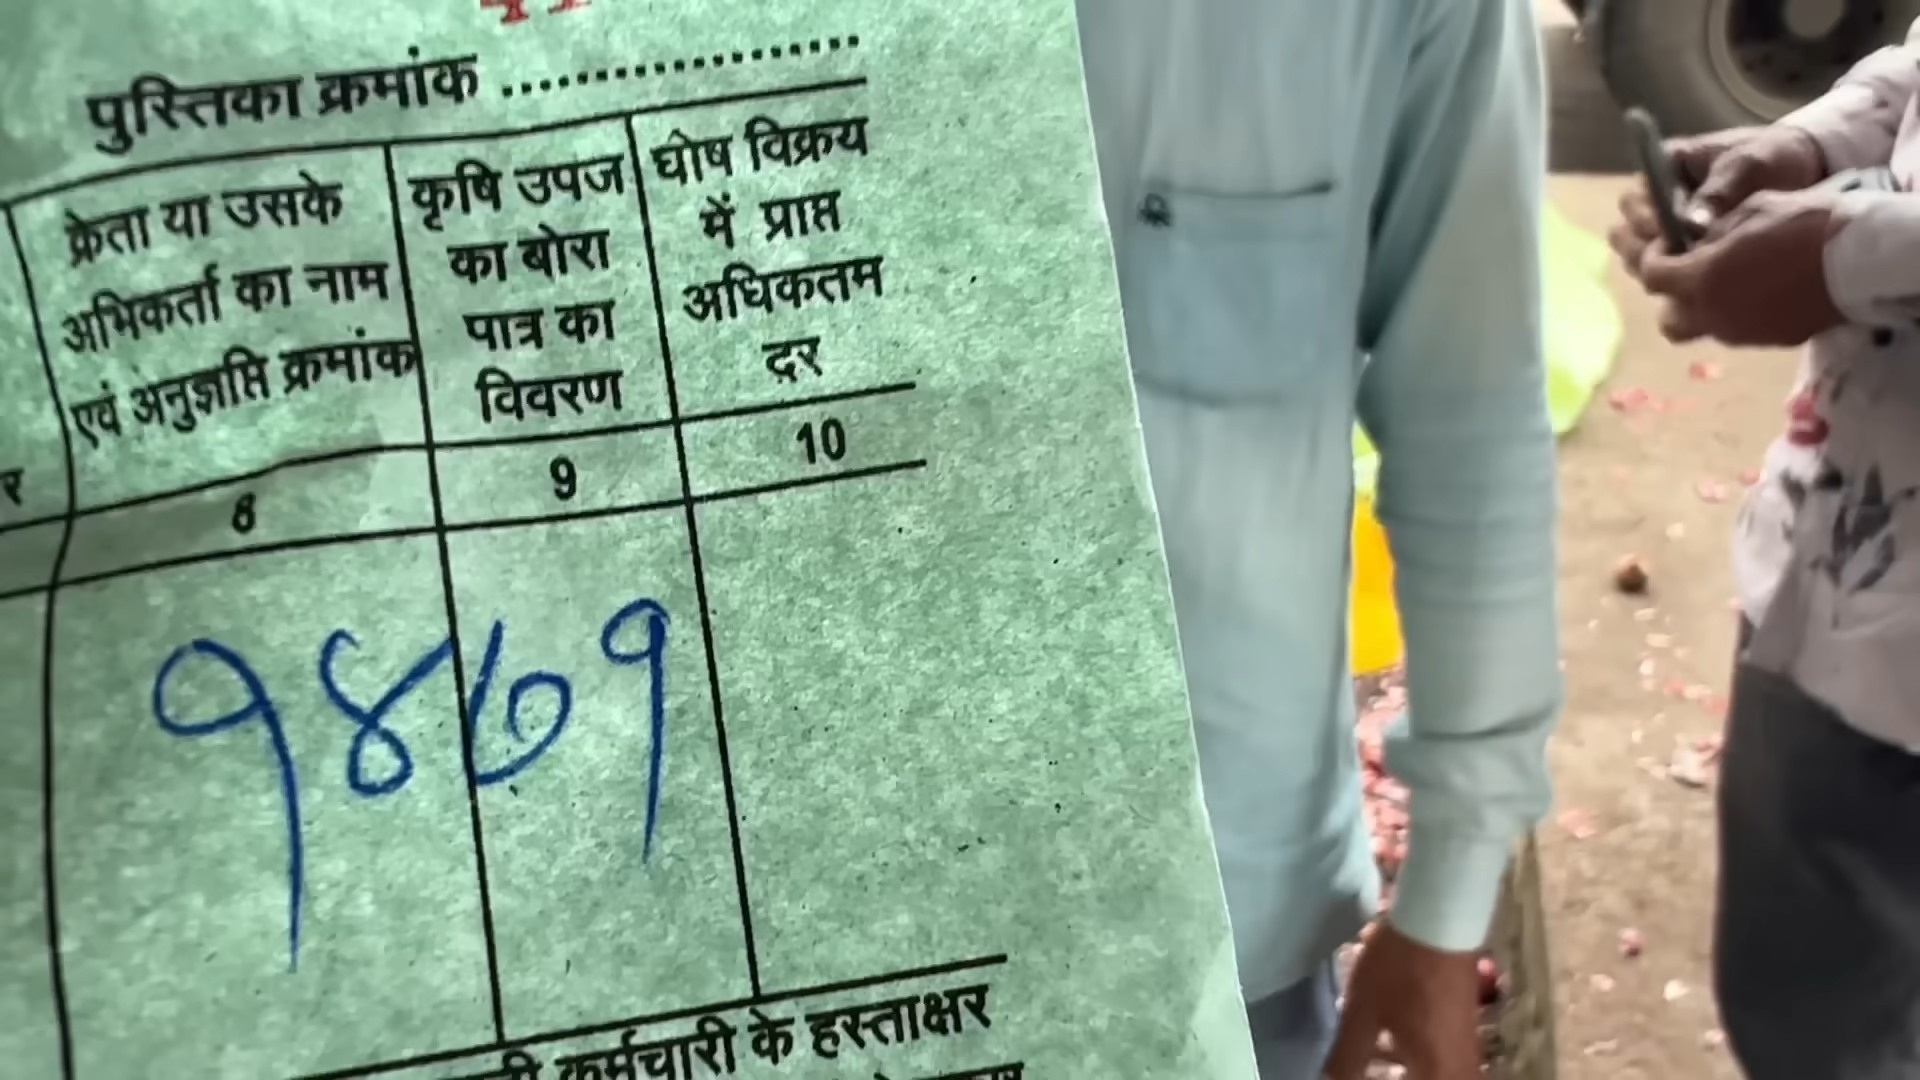 पुस्तिका क्रमांक ....................
क्रेता या उसके
अभिकर्ता का नाम
एवं अनुज्ञप्ति क्रमांक
कृषि उपज
का बोरा
पात्र का
विवरण
घोष विक्रय
में प्राप्त
अधिकतम
दर
र
8
9
10
१४७१
कर्मचारी के हस्ताक्षर